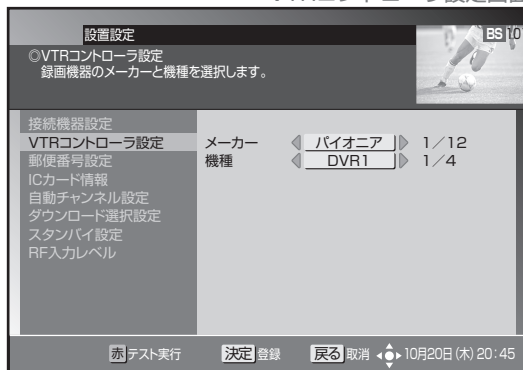 設置設定
BS 10
◎VTRコントローラ設定
録画機器のメーカーと機種を選択します。
接続機器設定
VTRコントローラ設定
郵便番号設定
ICカード情報
自動チャンネル設定
ダウンロード選択設定
スタンバイ設定
RF入力レベル
メーカー パイオニア 1/12
機種 DVR1 1/4
赤 テスト実行 決定 登録 戻る 取消 10月20日(木) 20:45